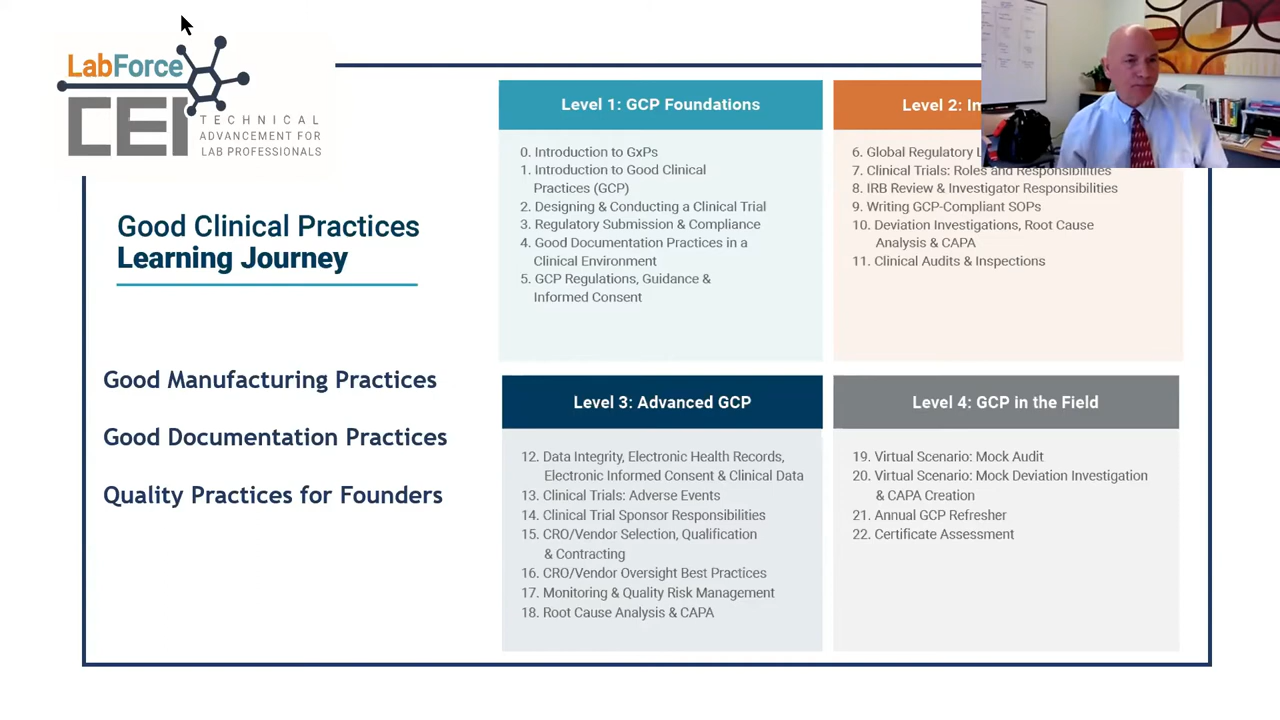 LabForce
CEI
TECHNICAL
ADVANCEMENT FOR
LAB PROFESSIONALS
Good Clinical Practices
Learning Journey
Good Manufacturing Practices
Good Documentation Practices
Quality Practices for Founders
Level 1: GCP Foundations
0. Introduction to GxPs
1. Introduction to Good Clinical
Practices (GCP)
2. Designing & Conducting a Clinical Trial
3. Regulatory Submission & Compliance
4. Good Documentation Practices in a
Clinical Environment
5. GCP Regulations, Guidance &
Informed Consent
Level 2:
6. Global Regulatory
7. Clinical Trials: Roles and Responsibilities
8. IRB Review & Investigator Responsibilities
9. Writing GCP-Compliant SOPs
10. Deviation Investigations, Root Cause
Analysis & CAPA
11. Clinical Audits & Inspections
Level 3: Advanced GCP
12. Data Integrity, Electronic Health Records,
Electronic Informed Consent & Clinical Data
13. Clinical Trials: Adverse Events
14. Clinical Trial Sponsor Responsibilities
15. CRO/Vendor Selection, Qualification
& Contracting
16. CRO/Vendor Oversight Best Practices
17. Monitoring & Quality Risk Management
18. Root Cause Analysis & CAPA
Level 4: GCP in the Field
19. Virtual Scenario: Mock Audit
20. Virtual Scenario: Mock Deviation Investigation
& CAPA Creation
21. Annual GCP Refresher
22. Certificate Assessment